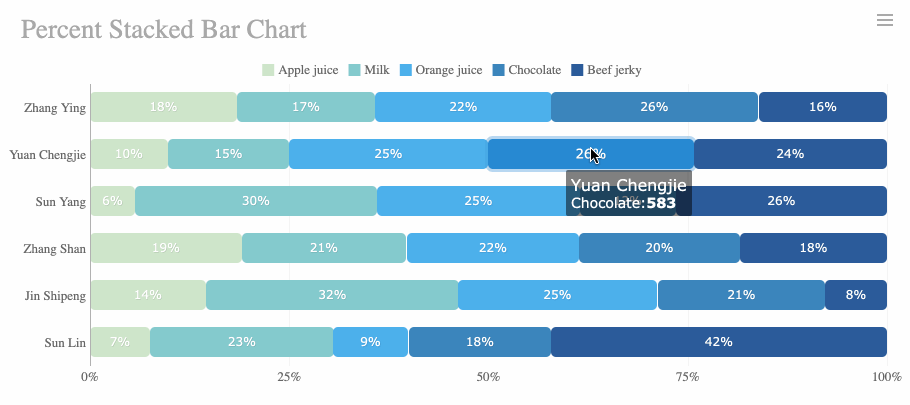 Percent Stacked Bar Chart
Apple juice Milk Orange juice Chocolate Beef jerky
Zhang Ying 18% 17% 22% 26% 16%
Yuan Chengjie 10% 15% 25% 26% 24%
Yuan Chengjie
Chocolate:583
Sun Yang 6% 30% 25% 26%
Zhang Shan 19% 21% 22% 20% 18%
Jin Shipeng 14% 32% 25% 21% 8%
Sun Lin 7% 23% 9% 18% 42%
0% 25% 50% 75% 100%